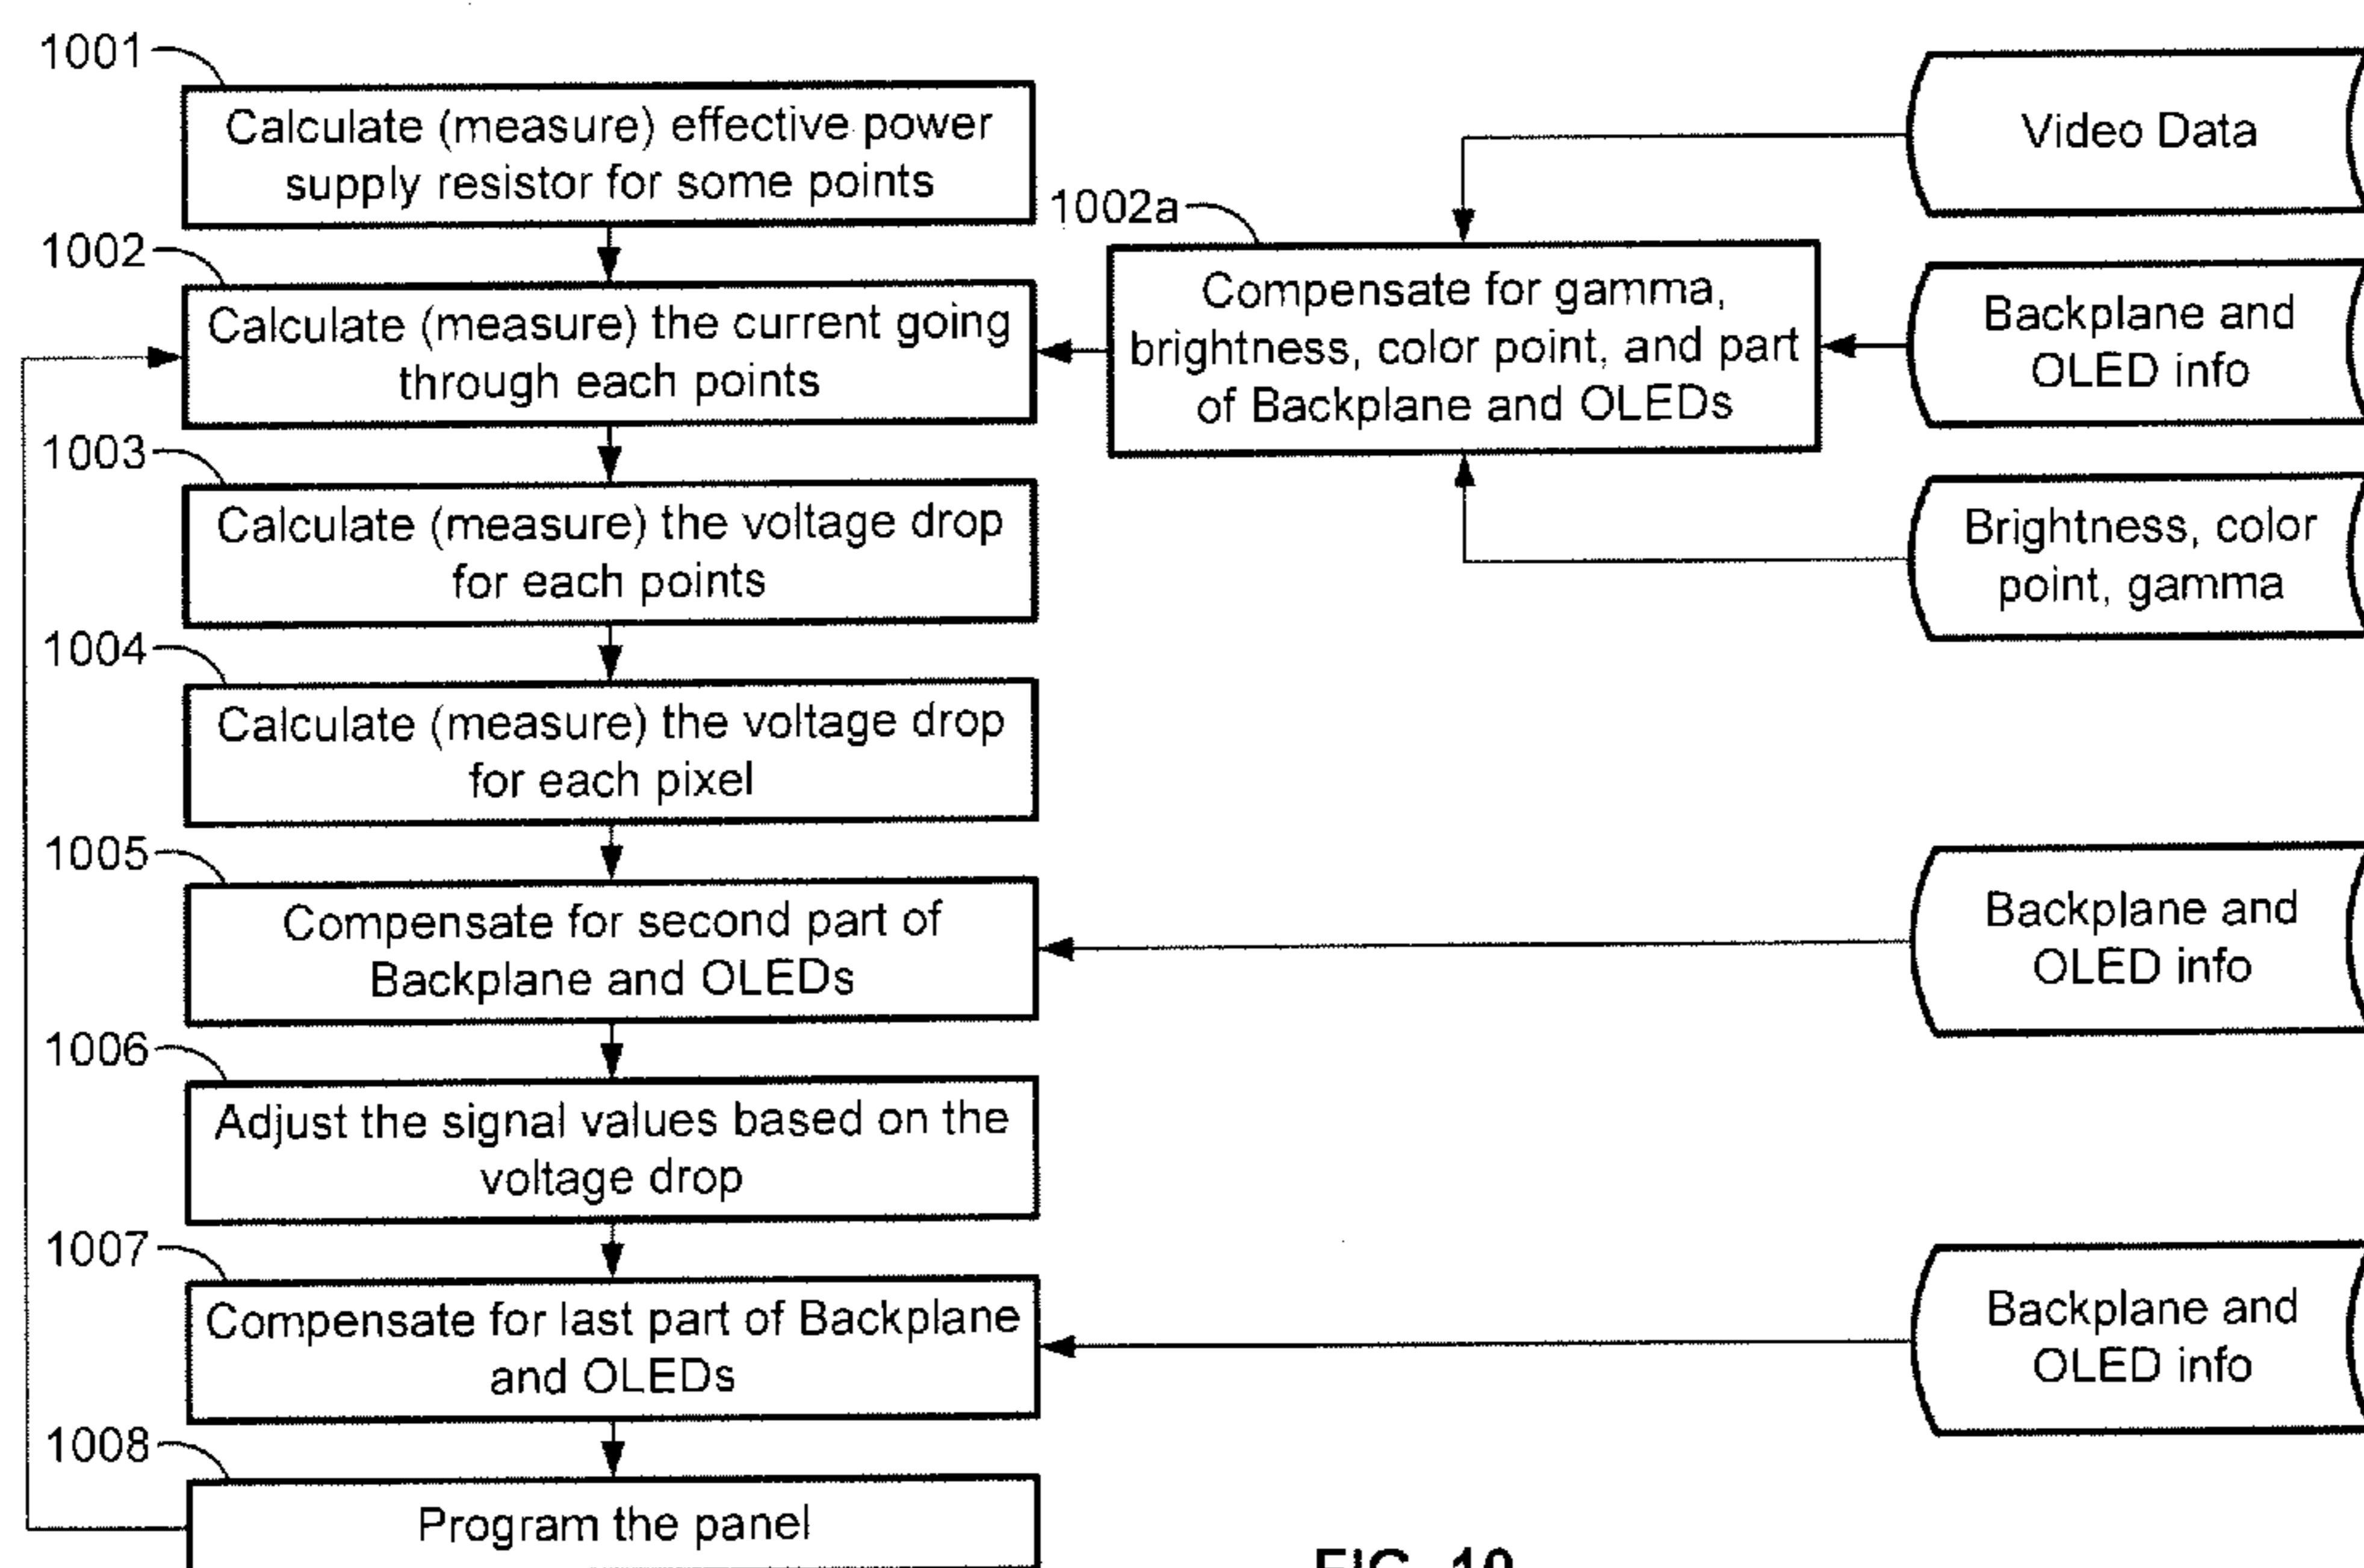 1001
Calculate (measure) effective power
supply resistor for some points
1002
Calculate (measure) the current going
through each points
1002a
Compensate for gamma,
brightness, color point, and part
of Backplane and OLEDs
Video Data
Backplane and
OLED info
Brightness, color
point, gamma
1003
Calculate (measure) the voltage drop
for each points
1004
Calculate (measure) the voltage drop
for each pixel
1005
Compensate for second part of
Backplane and OLEDs
Backplane and
OLED info
1006
Adjust the signal values based on the
voltage drop
1007
Compensate for last part of Backplane
and OLEDs
Backplane and
OLED info
1008
Program the panel
FIG. 10